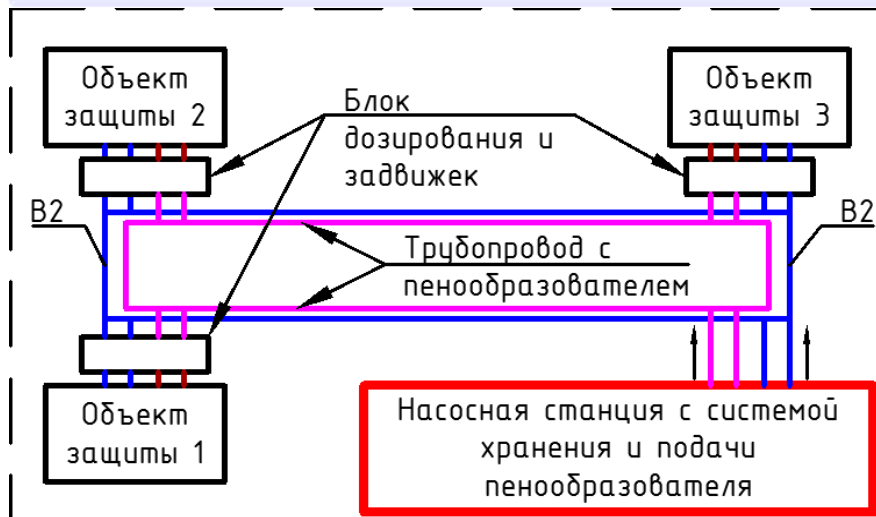 Объект
защиты 2
Блок
дозирования и
задвижек
Объект
защиты 3
В2
В2
Трубопровод с
пенообразователем
Объект
защиты 1
Насосная станция с системой
хранения и подачи
пенообразователя